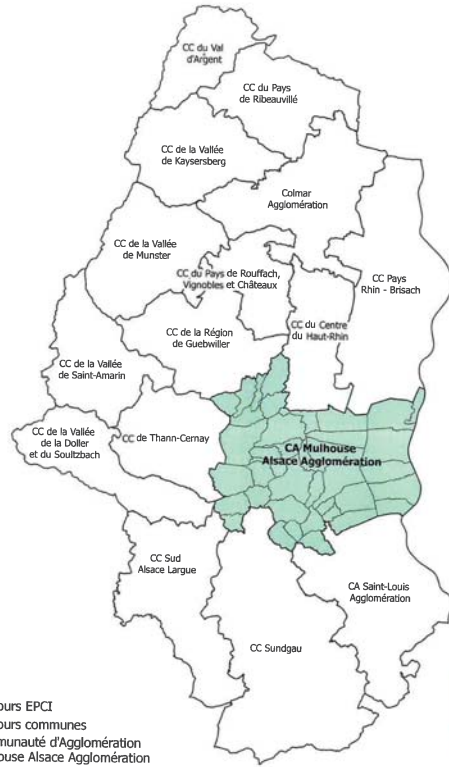 CC du Val
d'Argent
CC du Pays
de Ribeauvillé
CC de la Vallée
de Kaysersberg
Colmar
Agglomération
CC de la Vallée
de Munster
CC du Pays de Rouffach,
Vignobles et Châteaux
CC Pays
Rhin - Brisach
CC de la Région
de Guebwiller
CC du Centre
du Haut-Rhin
CC de la Vallée
de Saint-Amarin
CC de la Vallée
de la Doller
et du Soultzbach
CC de Thann-Cernay
CA Mulhouse
Alsace Agglomération
CC Sud
Alsace Largue
CA Saint-Louis
Agglomération
CC Sundgau
ours EPCI
ours communes
munauté d'Agglomération
ouse Alsace Agglomération